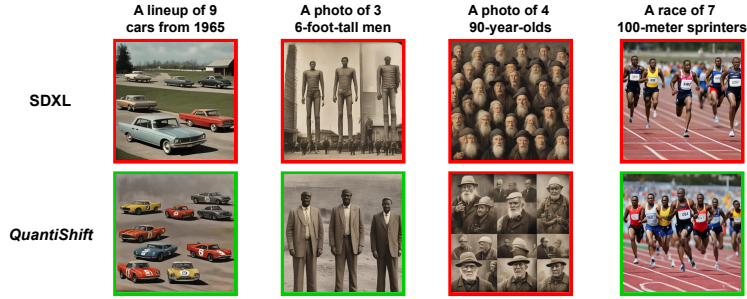 A lineup of 9
cars from 1965
A photo of 3
6-foot-tall men
A photo of 4
90-year-olds
A race of 7
100-meter sprinters
SDXL
QuantiShift